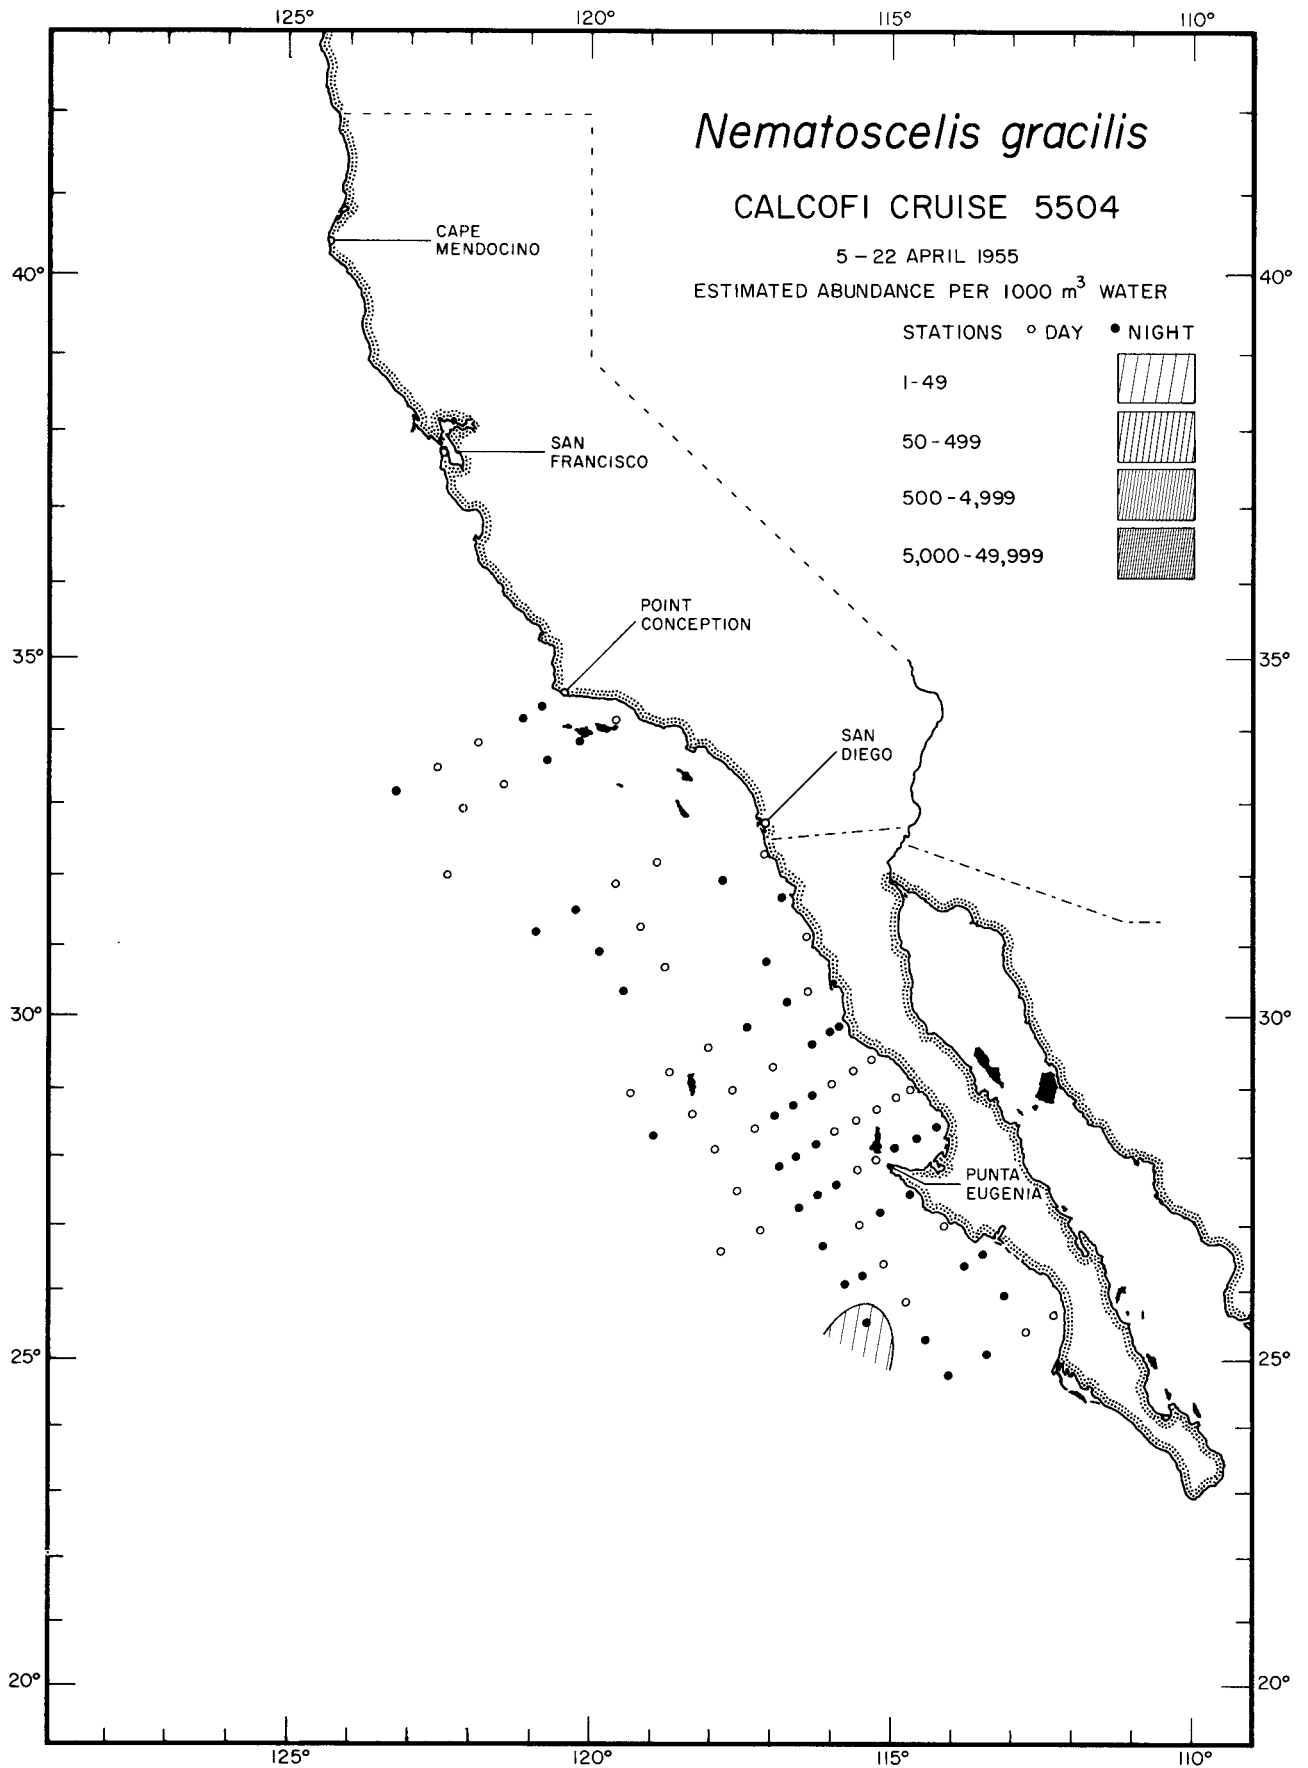 125° 120° 115° 110°
Nematoscelis gracilis
CALCOFI CRUISE 5504
5 – 22 APRIL 1955
ESTIMATED ABUNDANCE PER 1000 m³ WATER
STATIONS ○ DAY ● NIGHT
1-49
50-499
500-4,999
5,000-49,999
CAPE
MENDOCINO
40° 40°
SAN
FRANCISCO
POINT
CONCEPTION
35° 35°
SAN
DIEGO
30° 30°
PUNTA
EUGENIA
25° 25°
20° 20°
125° 120° 115° 110°